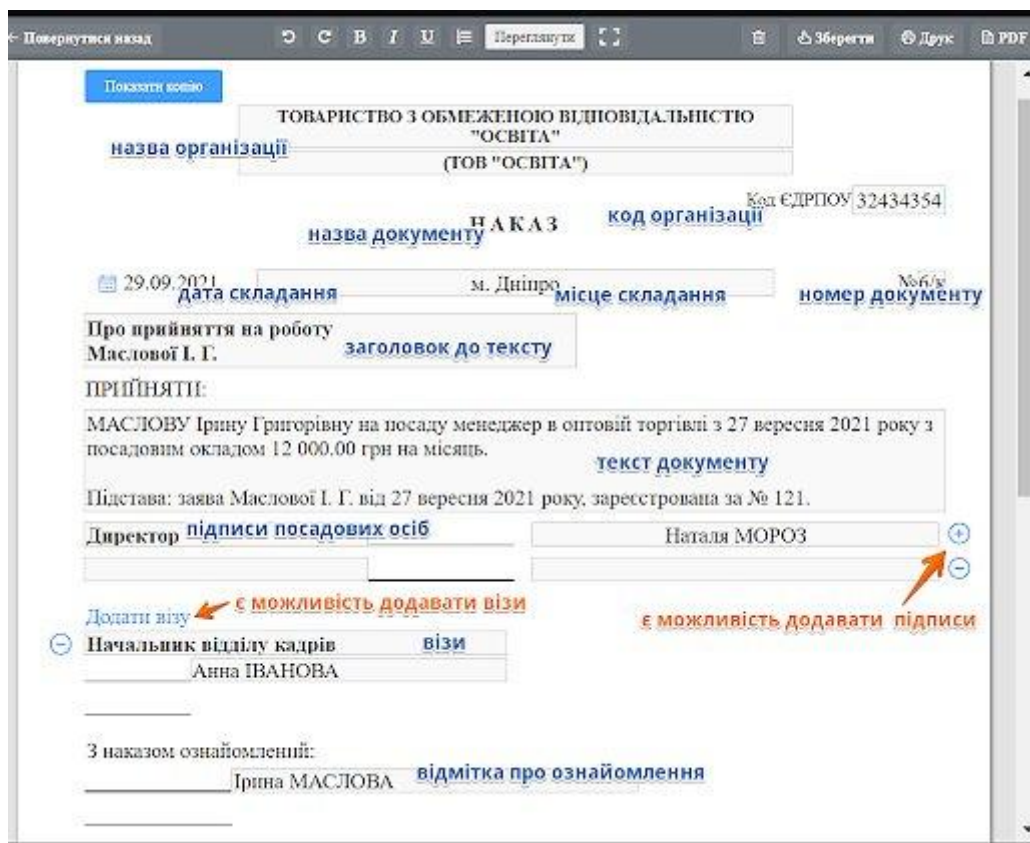 ← Повернутися назад B I U Переглянути Зберегти Друк PDF
Показати копію
ТОВАРИСТВО З ОБМЕЖЕНОЮ ВІДПОВІДАЛЬНІСТЮ
"ОСВІТА"
назва організації
(ТОВ "ОСВІТА")
Код ЄДРПОУ 32434354
код організації
НАКАЗ
назва документу
29.09.2021 м. Дніпро №б/н
дата складання місце складання номер документу
Про прийняття на роботу
Маслової І. Г.
заголовок до тексту
ПРИЙНЯТИ:
МАСЛОВУ Ірину Григорівну на посаду менеджер в оптовій торгівлі з 27 вересня 2021 року з
посадовим окладом 12 000.00 грн на місяць.
текст документу
Підстава: заява Маслової І. Г. від 27 вересня 2021 року, зареєстрована за № 121.
Директор підписи посадових осіб Наталя МОРОЗ
є можливість додавати візи
Додати візу
є можливість додавати підписи
Начальник відділу кадрів візи
Анна ІВАНОВА
З наказом ознайомлений:
Ірина МАСЛОВА відмітка про ознайомлення